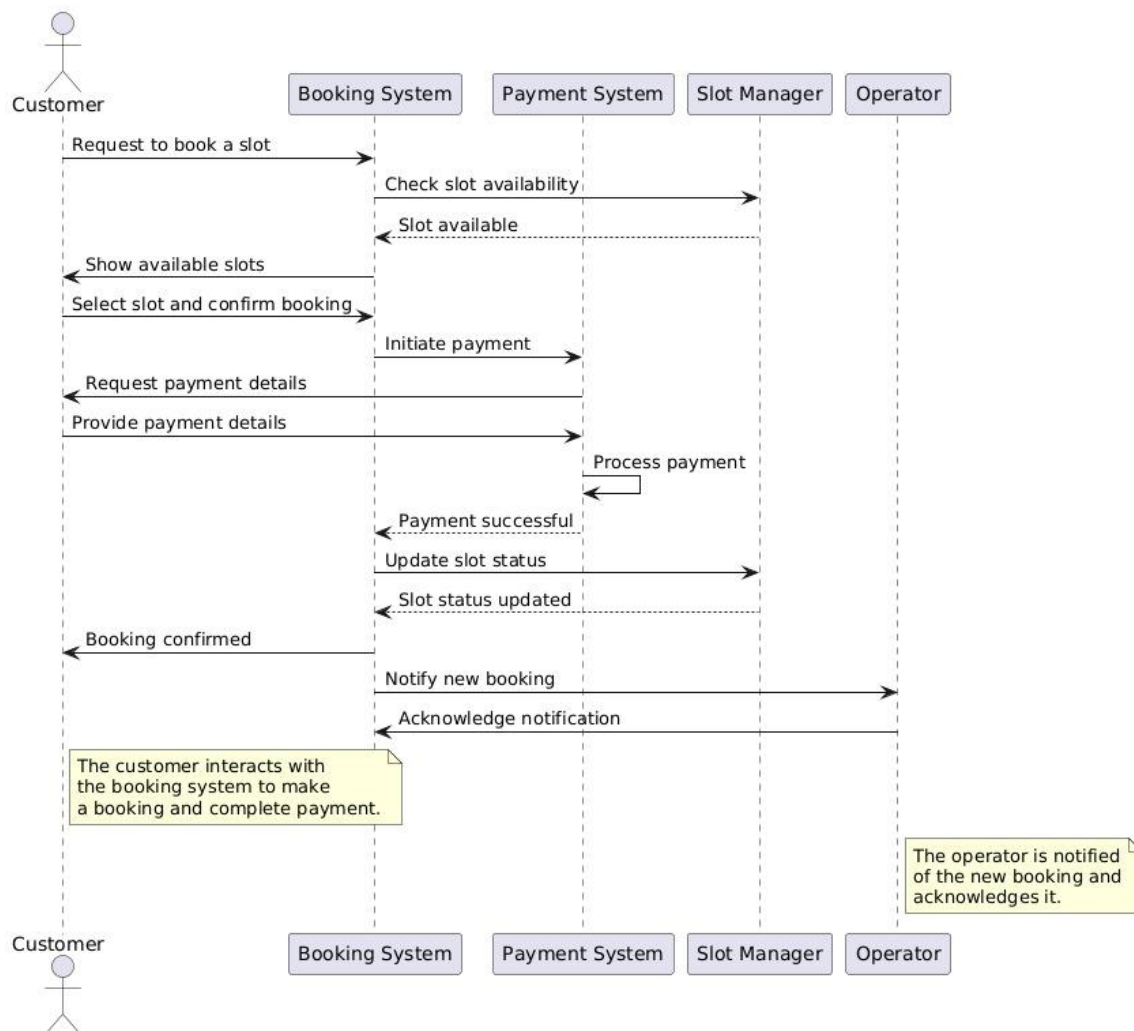 Customer
Booking System
Payment System
Slot Manager
Operator
Request to book a slot
Check slot availability
Slot available
Show available slots
Select slot and confirm booking
Initiate payment
Request payment details
Provide payment details
Process payment
Payment successful
Update slot status
Slot status updated
Booking confirmed
Notify new booking
Acknowledge notification
The customer interacts with
the booking system to make
a booking and complete payment.
The operator is notified
of the new booking and
acknowledges it.
Customer
Booking System
Payment System
Slot Manager
Operator